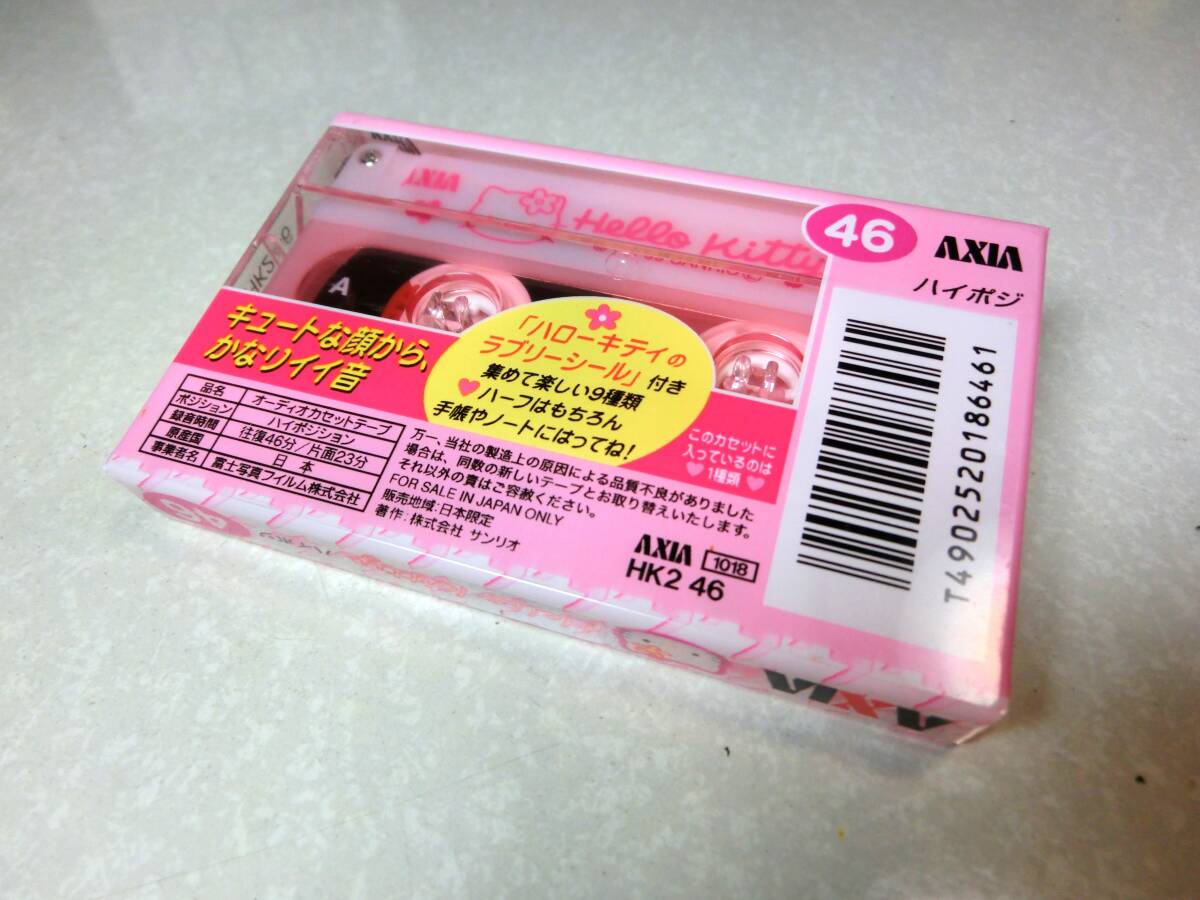 AXIA
Hello Kitty
46
AXIA
ハイポジ
A
HKS
キュートな顔から、
かなりイイ音
「ハローキティの
ラブリーシール」付き
集めて楽しい9種類
ハーフはもちろん
手帳やノートにはってね!
このカセットに
入っているのは
1種類
品名 オーディオカセットテープ
ポジション ハイポジション
録音時間 往復46分/片面23分
原産国 日本
事業者名 富士写真フイルム株式会社
万一、当社の製造上の原因による品質不良がありました
場合は、同数の新しいテープとお取り替えいたします。
それ以外の責はご容赦ください。
FOR SALE IN JAPAN ONLY
販売地域:日本限定
著作:株式会社 サンリオ
AXIA 1018
HK2 46
T4902520186461
46
ハイポジ
AXIA